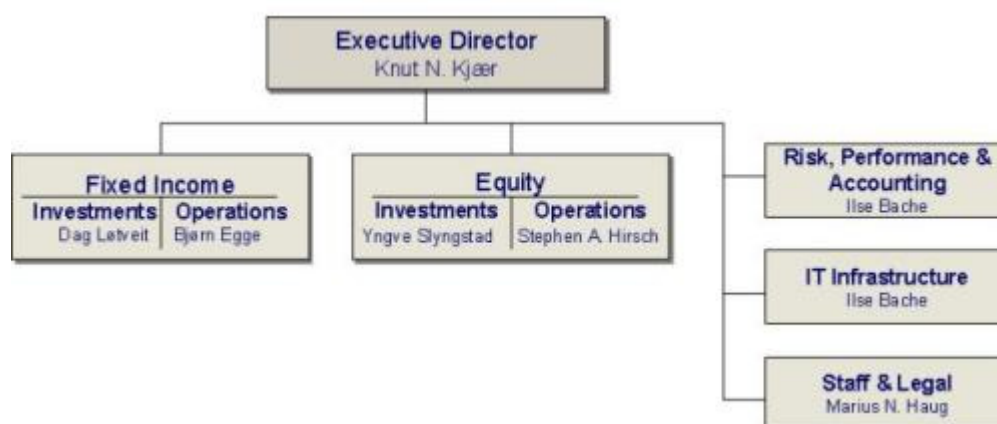 Executive Director
Knut N. Kjær
Fixed Income
Investments Operations
Dag Løtveit Bjørn Egge
Equity
Investments Operations
Yngve Slyngstad Stephen A. Hirsch
Risk, Performance &
Accounting
Ilse Bache
IT Infrastructure
Ilse Bache
Staff & Legal
Marius N. Haug